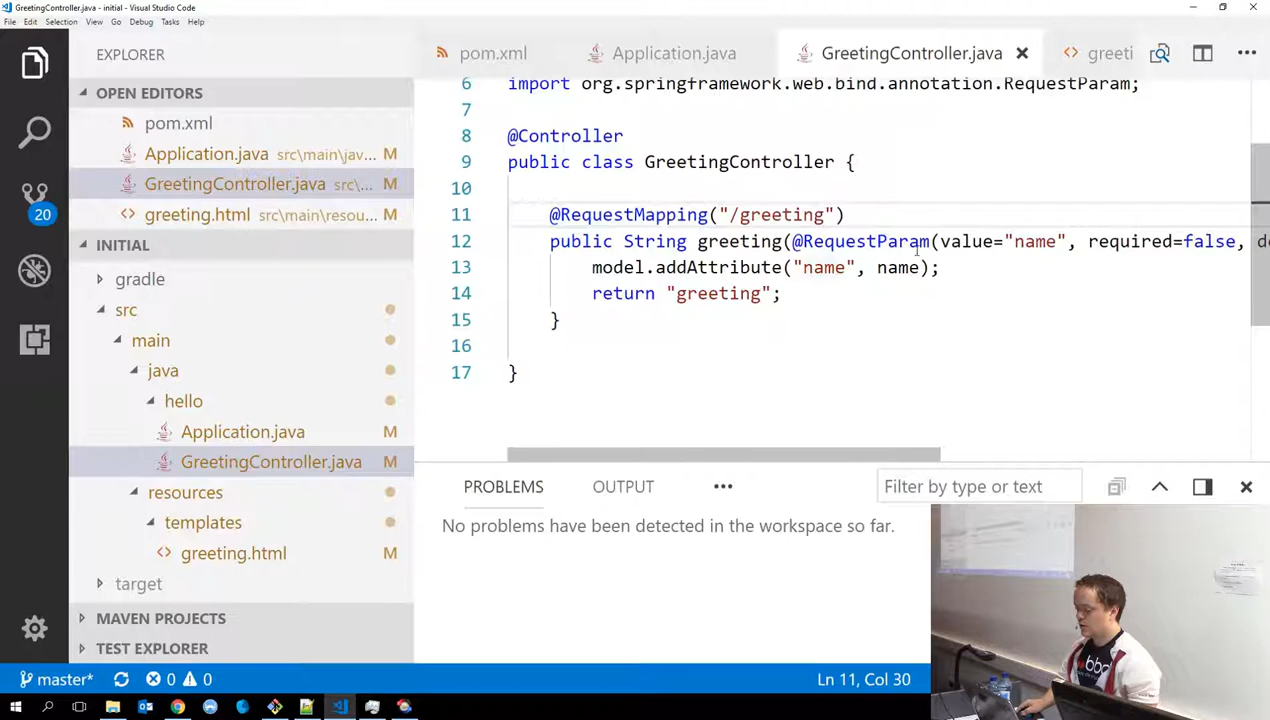 GreetingController.java - initial - Visual Studio Code
File Edit Selection View Go Debug Tasks Help
EXPLORER
OPEN EDITORS
pom.xml
Application.java src\main\jav... M
GreetingController.java src\... M
greeting.html src\main\resou... M
INITIAL
gradle
src
main
java
hello
Application.java M
GreetingController.java M
resources
templates
greeting.html M
target
MAVEN PROJECTS
TEST EXPLORER
20
pom.xml Application.java GreetingController.java greeti
6 import org.springframework.web.bind.annotation.RequestParam;
7
8 @Controller
9 public class GreetingController {
10
11 @RequestMapping("/greeting")
12 public String greeting(@RequestParam(value="name", required=false, de
13 model.addAttribute("name", name);
14 return "greeting";
15 }
16
17 }
PROBLEMS OUTPUT ... Filter by type or text
No problems have been detected in the workspace so far.
master* 0 0 Ln 11, Col 30
bbd